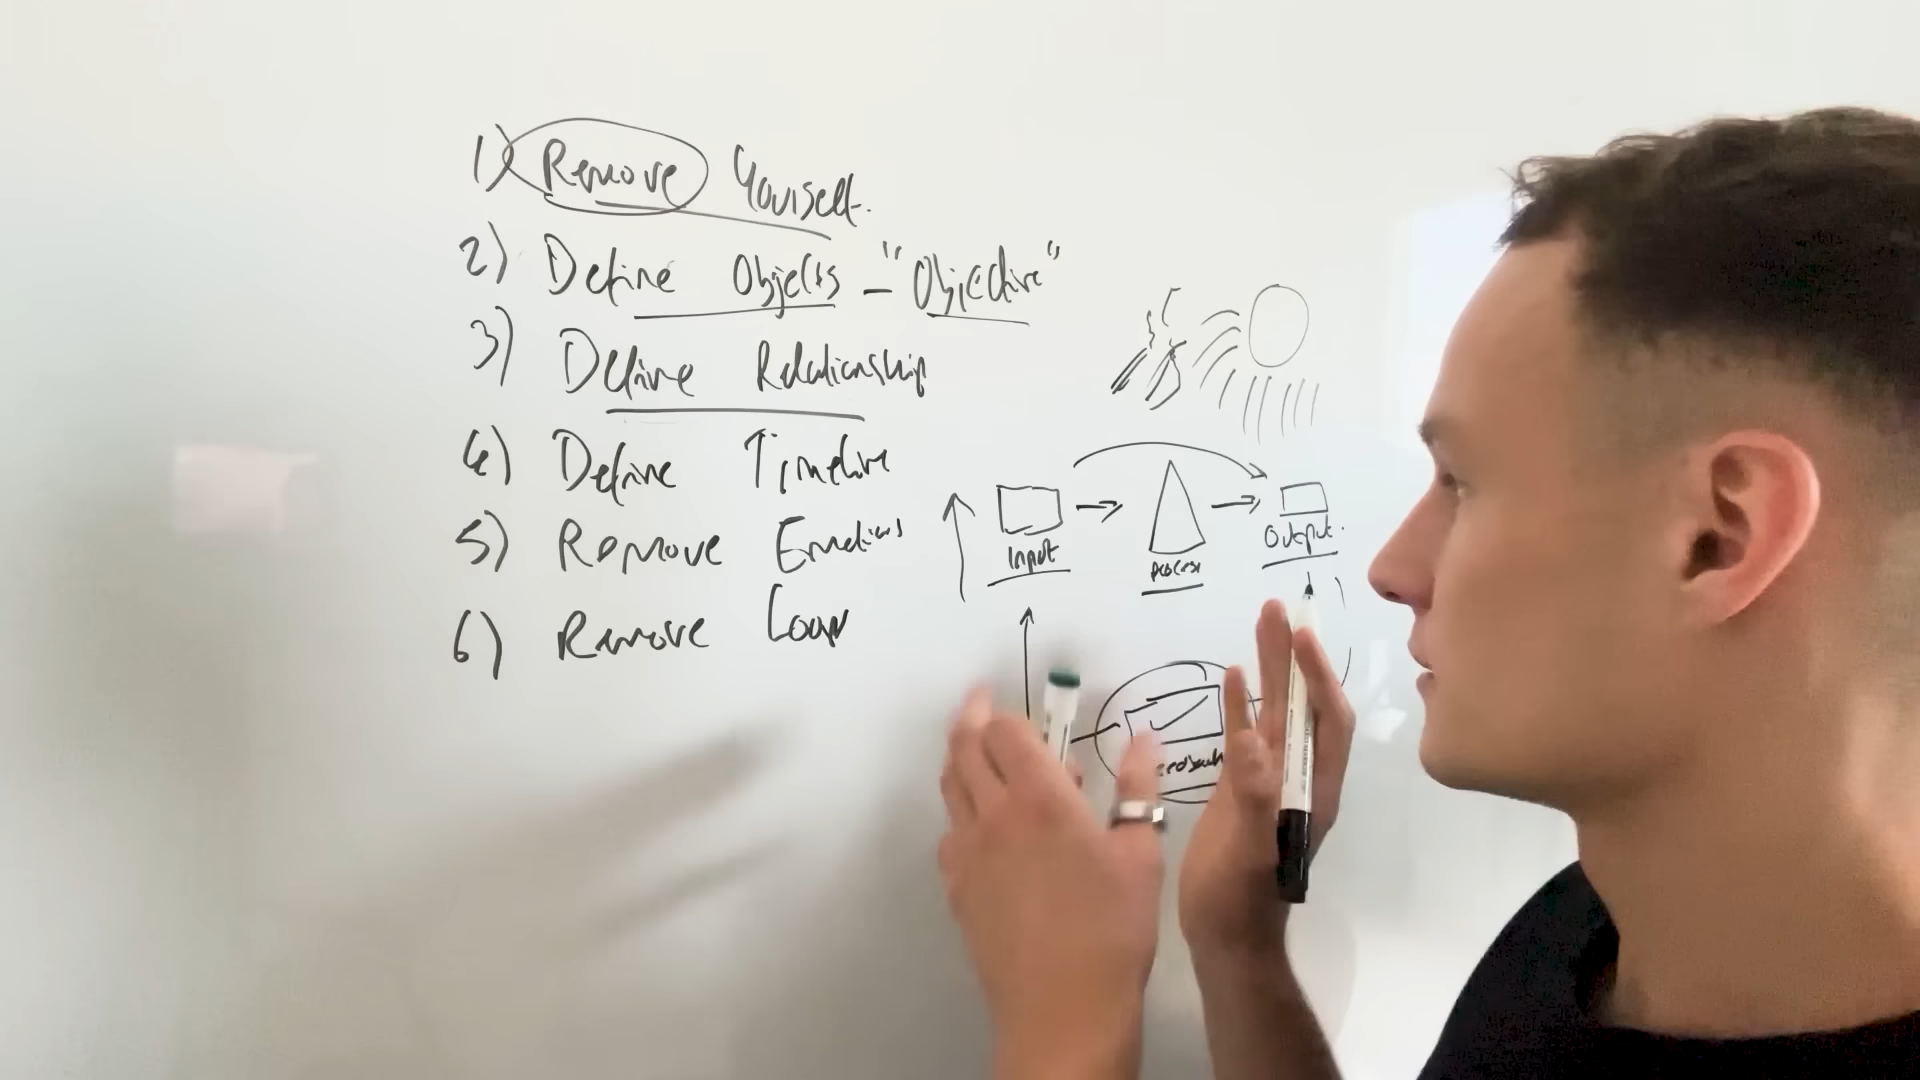 1) Remove Yourself.
2) Define Objects - "Objective"
3) Define Relationship
4) Define Timeline
5) Remove Emotions
6) Remove
Input
process
Output.